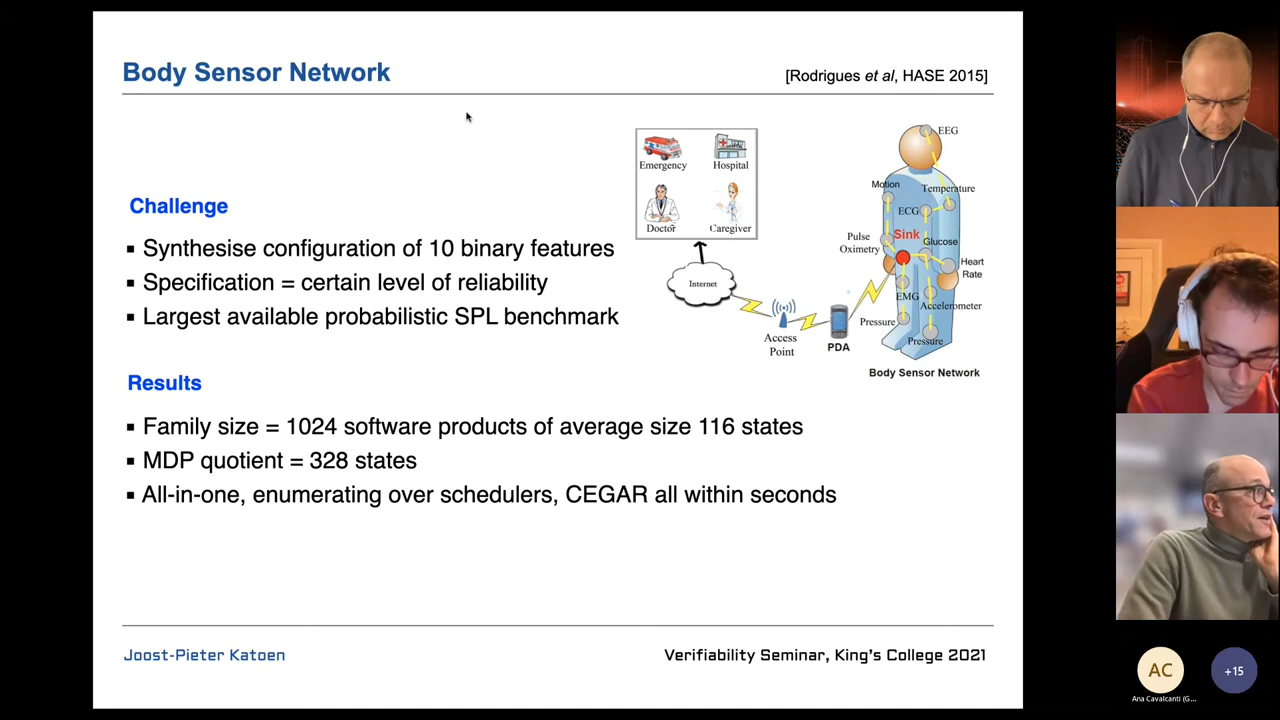 Body Sensor Network
[Rodrigues et al, HASE 2015]
Challenge
▪ Synthesise configuration of 10 binary features
▪ Specification = certain level of reliability
▪ Largest available probabilistic SPL benchmark
Emergency
Hospital
Doctor
Caregiver
Internet
Access
Point
PDA
EEG
Motion
Temperature
ECG
Pulse
Oximetry
Sink
Glucose
Heart
Rate
EMG
Accelerometer
Pressure
Pressure
Body Sensor Network
Results
▪ Family size = 1024 software products of average size 116 states
▪ MDP quotient = 328 states
▪ All-in-one, enumerating over schedulers, CEGAR all within seconds
Joost-Pieter Katoen
Verifiability Seminar, King's College 2021
AC
Ana Cavalcanti (G...
+15